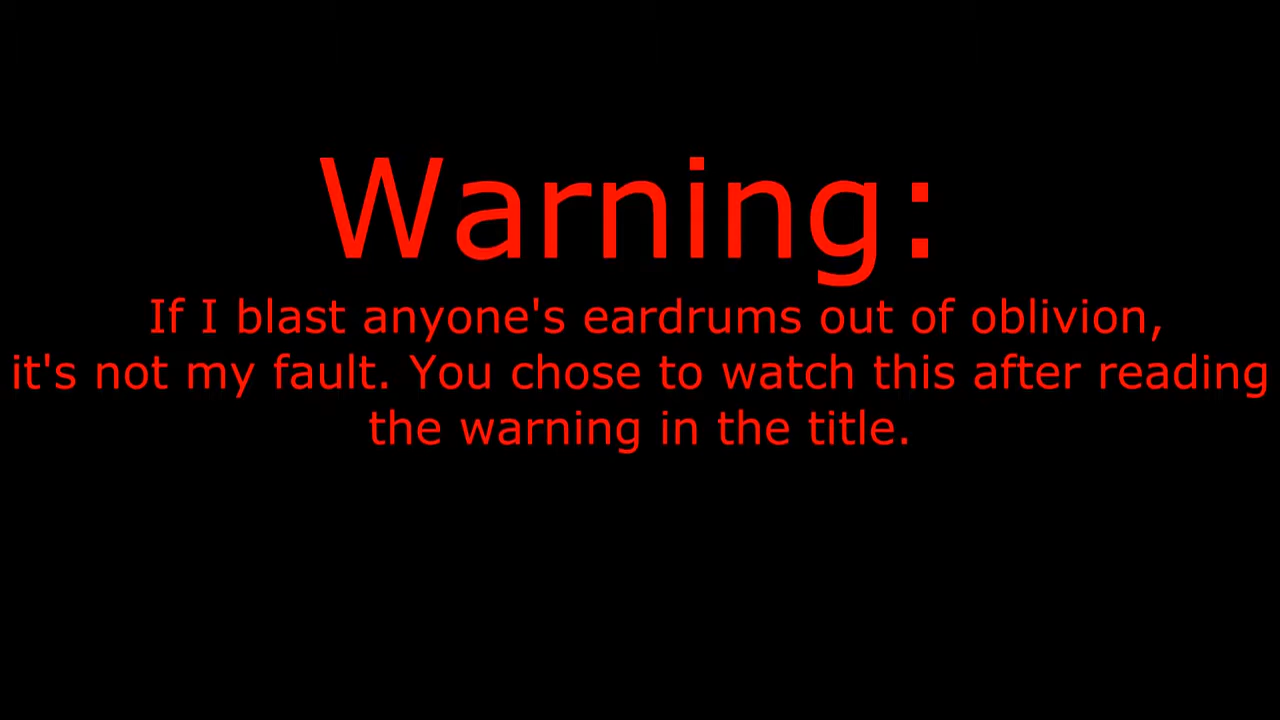 Warning:
If I blast anyone's eardrums out of oblivion,
it's not my fault. You chose to watch this after reading
the warning in the title.